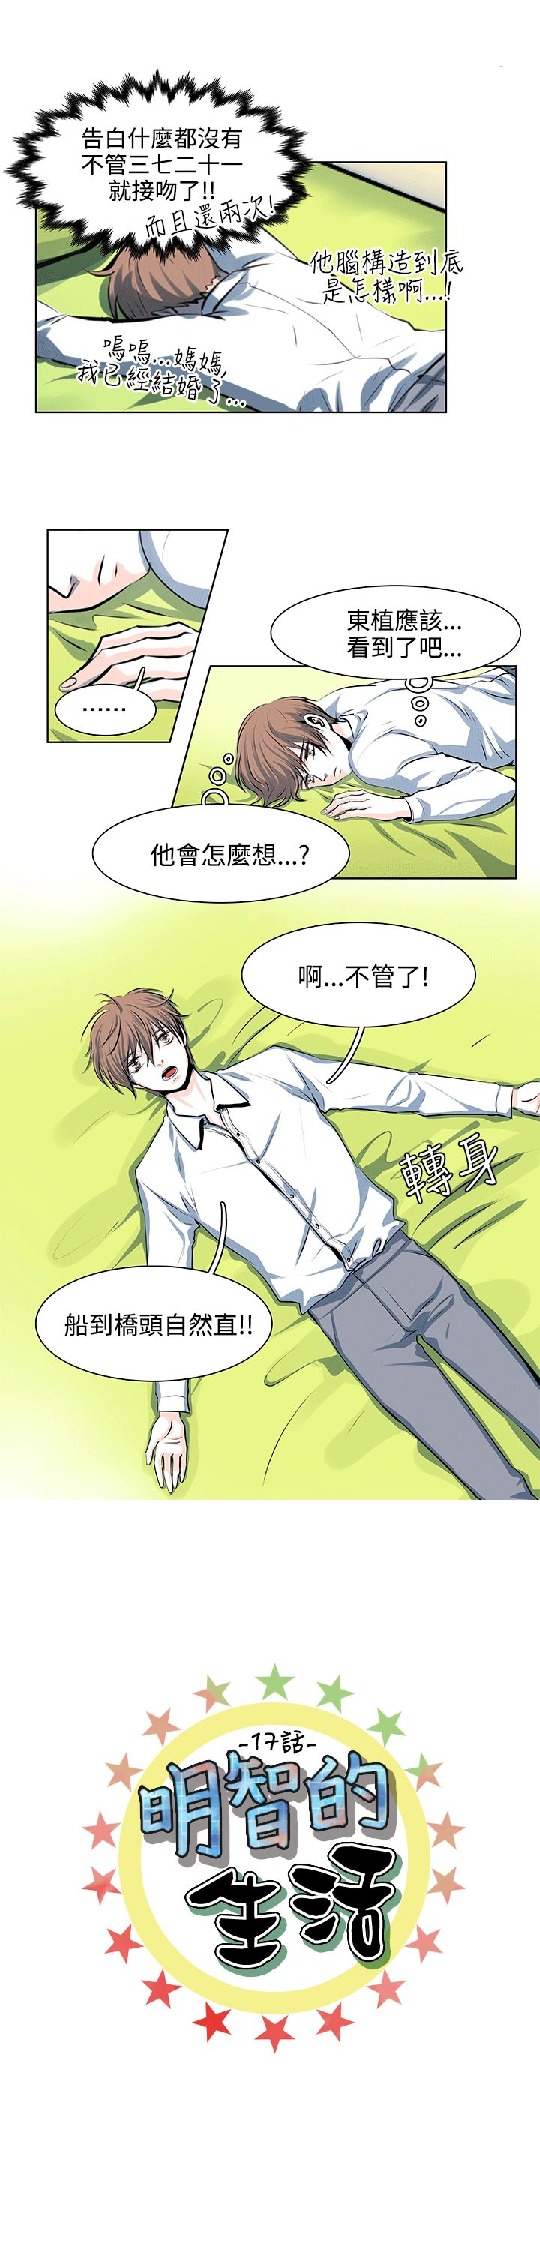 告白什麼都沒有
不管三七二十一
就接吻了!!
而且還兩次!
他腦構造到底
是怎樣啊...!
嗚嗚...媽媽,
我已經結婚了...
......
東植應該...
看到了吧...
他會怎麼想...?
啊...不管了!
轉身
船到橋頭自然直!!
-17話-
明智的
生活